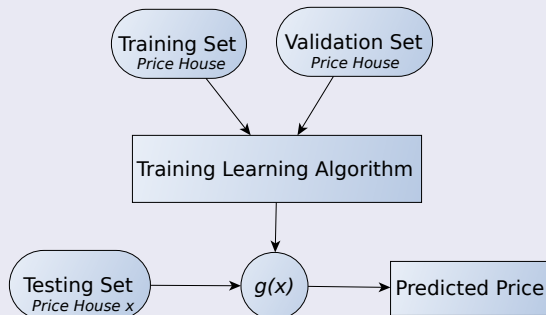 Training Set
Price House
Validation Set
Price House
Training Learning Algorithm
Testing Set
Price House x
g(x)
Predicted Price